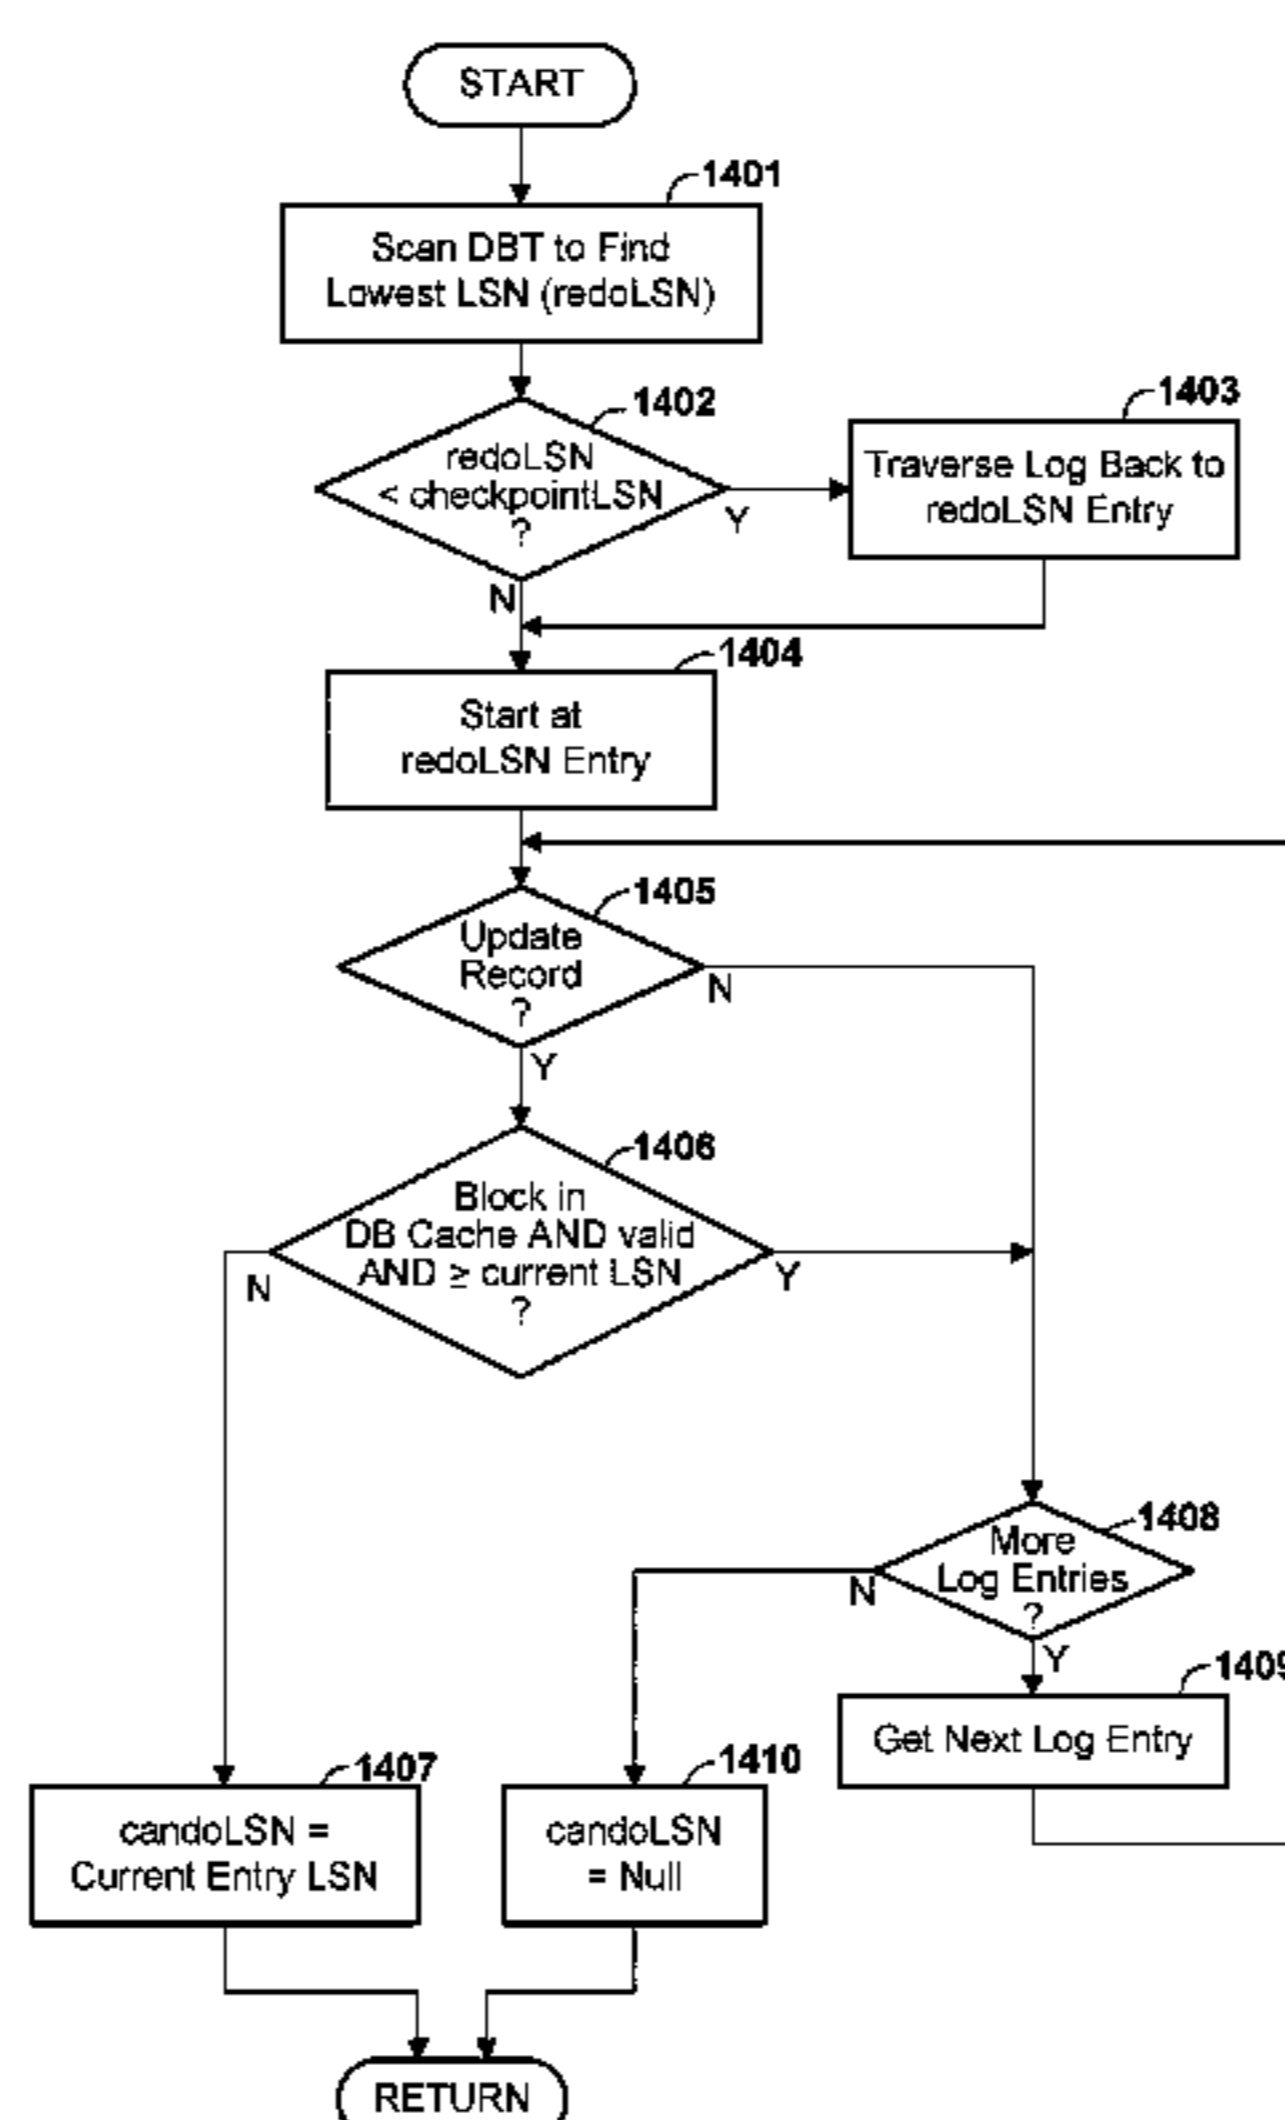 START
1401
Scan DBT to Find
Lowest LSN (redoLSN)
1402
redoLSN
< checkpointLSN
?
Y
N
1403
Traverse Log Back to
redoLSN Entry
1404
Start at
redoLSN Entry
1405
Update
Record
?
N
Y
1406
Block in
DB Cache AND valid
AND ≥ current LSN
?
N
Y
1408
More
Log Entries
?
N
Y
1409
Get Next Log Entry
1407
candoLSN =
Current Entry LSN
1410
candoLSN
= Null
RETURN